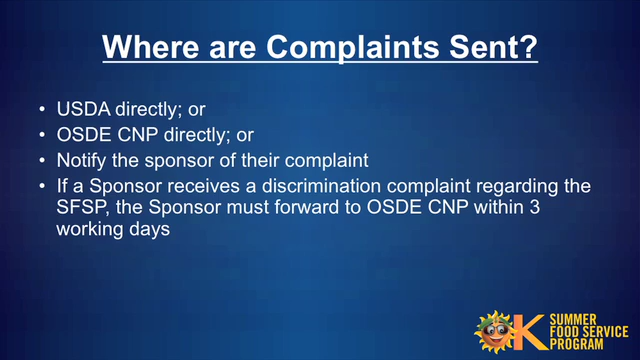 Where are Complaints Sent?
• USDA directly; or
• OSDE CNP directly; or
• Notify the sponsor of their complaint
• If a Sponsor receives a discrimination complaint regarding the
SFSP, the Sponsor must forward to OSDE CNP within 3
working days
OK SUMMER
FOOD SERVICE
PROGRAM